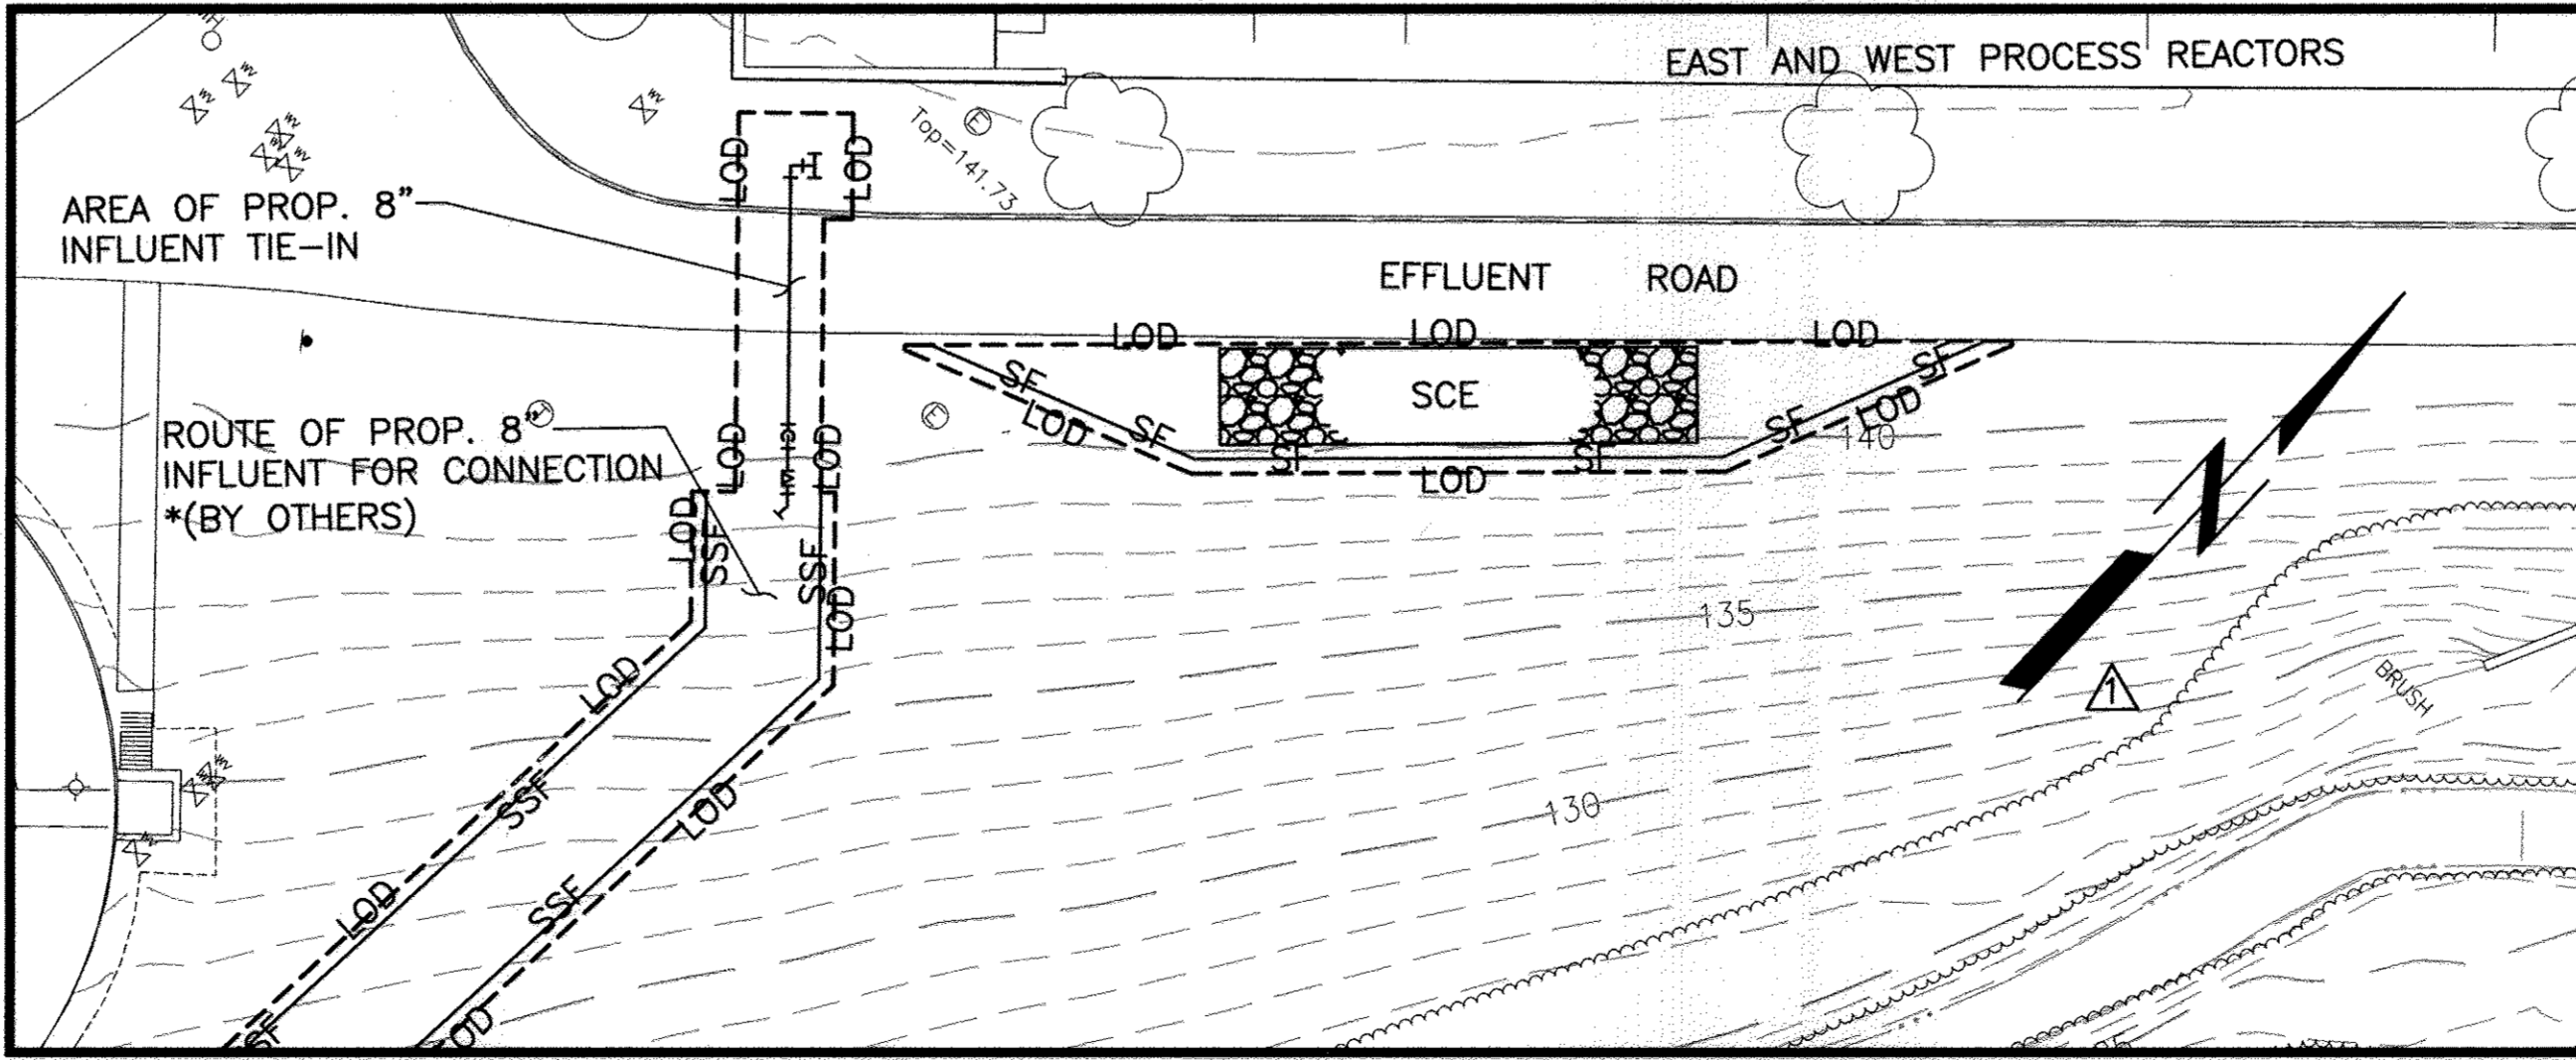 EAST AND WEST PROCESS REACTORS
Top=141.73
LOD
LOD
AREA OF PROP. 8"
INFLUENT TIE-IN
EFFLUENT ROAD
LOD
LOD
LOD
SCE
SF
SF
LOD
SF
SF
LOD
SF
SF
LOD
140
ROUTE OF PROP. 8"
INFLUENT FOR CONNECTION
*(BY OTHERS)
LOD
LOD
LOD
SSF
SSF
LOD
N
135
1
BRUSH
LOD
SSF
LOD
130
LOD
SSF
SF
LOD
E
E